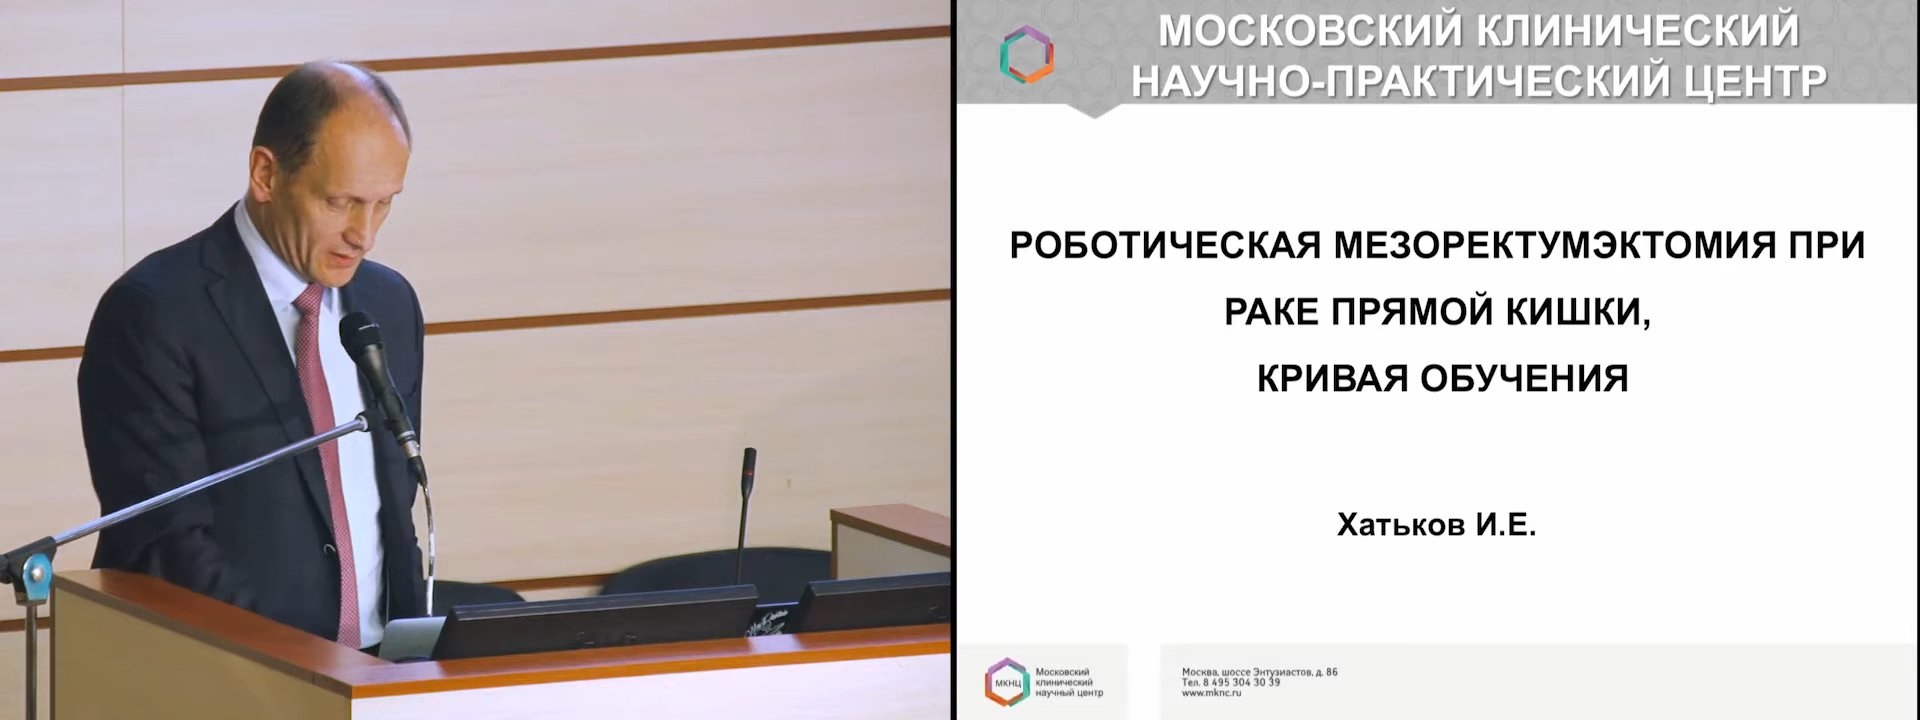 МОСКОВСКИЙ КЛИНИЧЕСКИЙ
НАУЧНО-ПРАКТИЧЕСКИЙ ЦЕНТР
РОБОТИЧЕСКАЯ МЕЗОРЕКТУМЭКТОМИЯ ПРИ
РАКЕ ПРЯМОЙ КИШКИ,
КРИВАЯ ОБУЧЕНИЯ
Хатьков И.Е.
МКНЦ
Московский
клинический
научный центр
Москва, шоссе Энтузиастов, д. 86
Тел. 8 495 304 30 39
www.mknc.ru